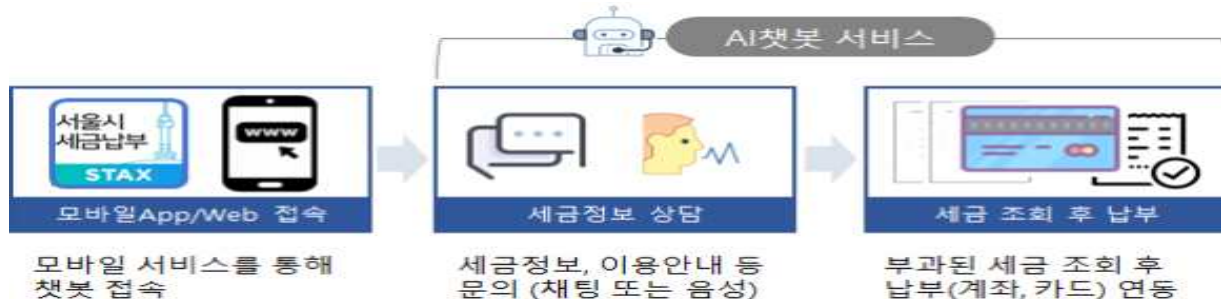 AI챗봇 서비스
서울시
세금납부
STAX
www
모바일App/Web 접속
세금정보 상담
세금 조회 후 납부
모바일 서비스를 통해
챗봇 접속
세금정보, 이용안내 등
문의 (채팅 또는 음성)
부과된 세금 조회 후
납부(계좌, 카드) 연동